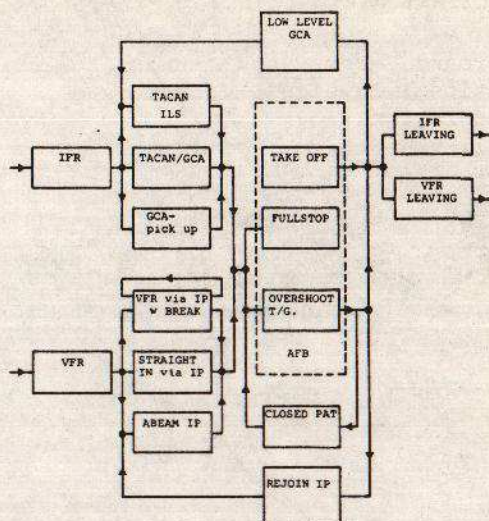 LOW LEVEL
GCA
TACAN
ILS
IFR
TACAN/GCA
GCA-
pick up
TAKE OFF
FULLSTOP
OVERSHOOT
T/G.
AFB
IFR
LEAVING
VFR
LEAVING
VFR via IP
w BREAK
VFR
STRAIGHT
IN via IP
ABEAM IP
CLOSED PAT
REJOIN IP